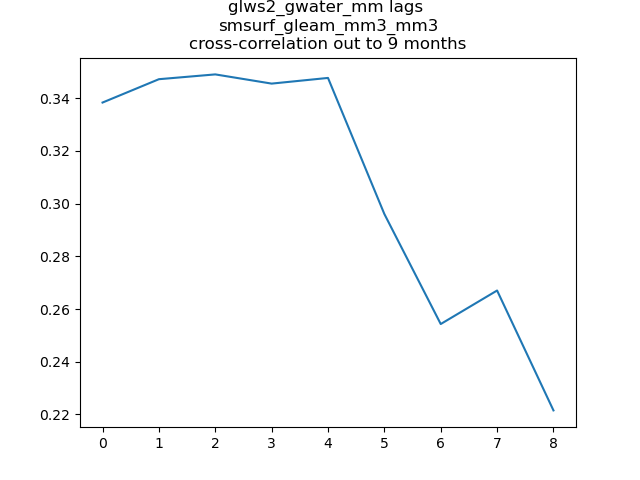 glws2_gwater_mm lags
smsurf_gleam_mm3_mm3
cross-correlation out to 9 months
0.34
0.32
0.30
0.28
0.26
0.24
0.22
0 1 2 3 4 5 6 7 8